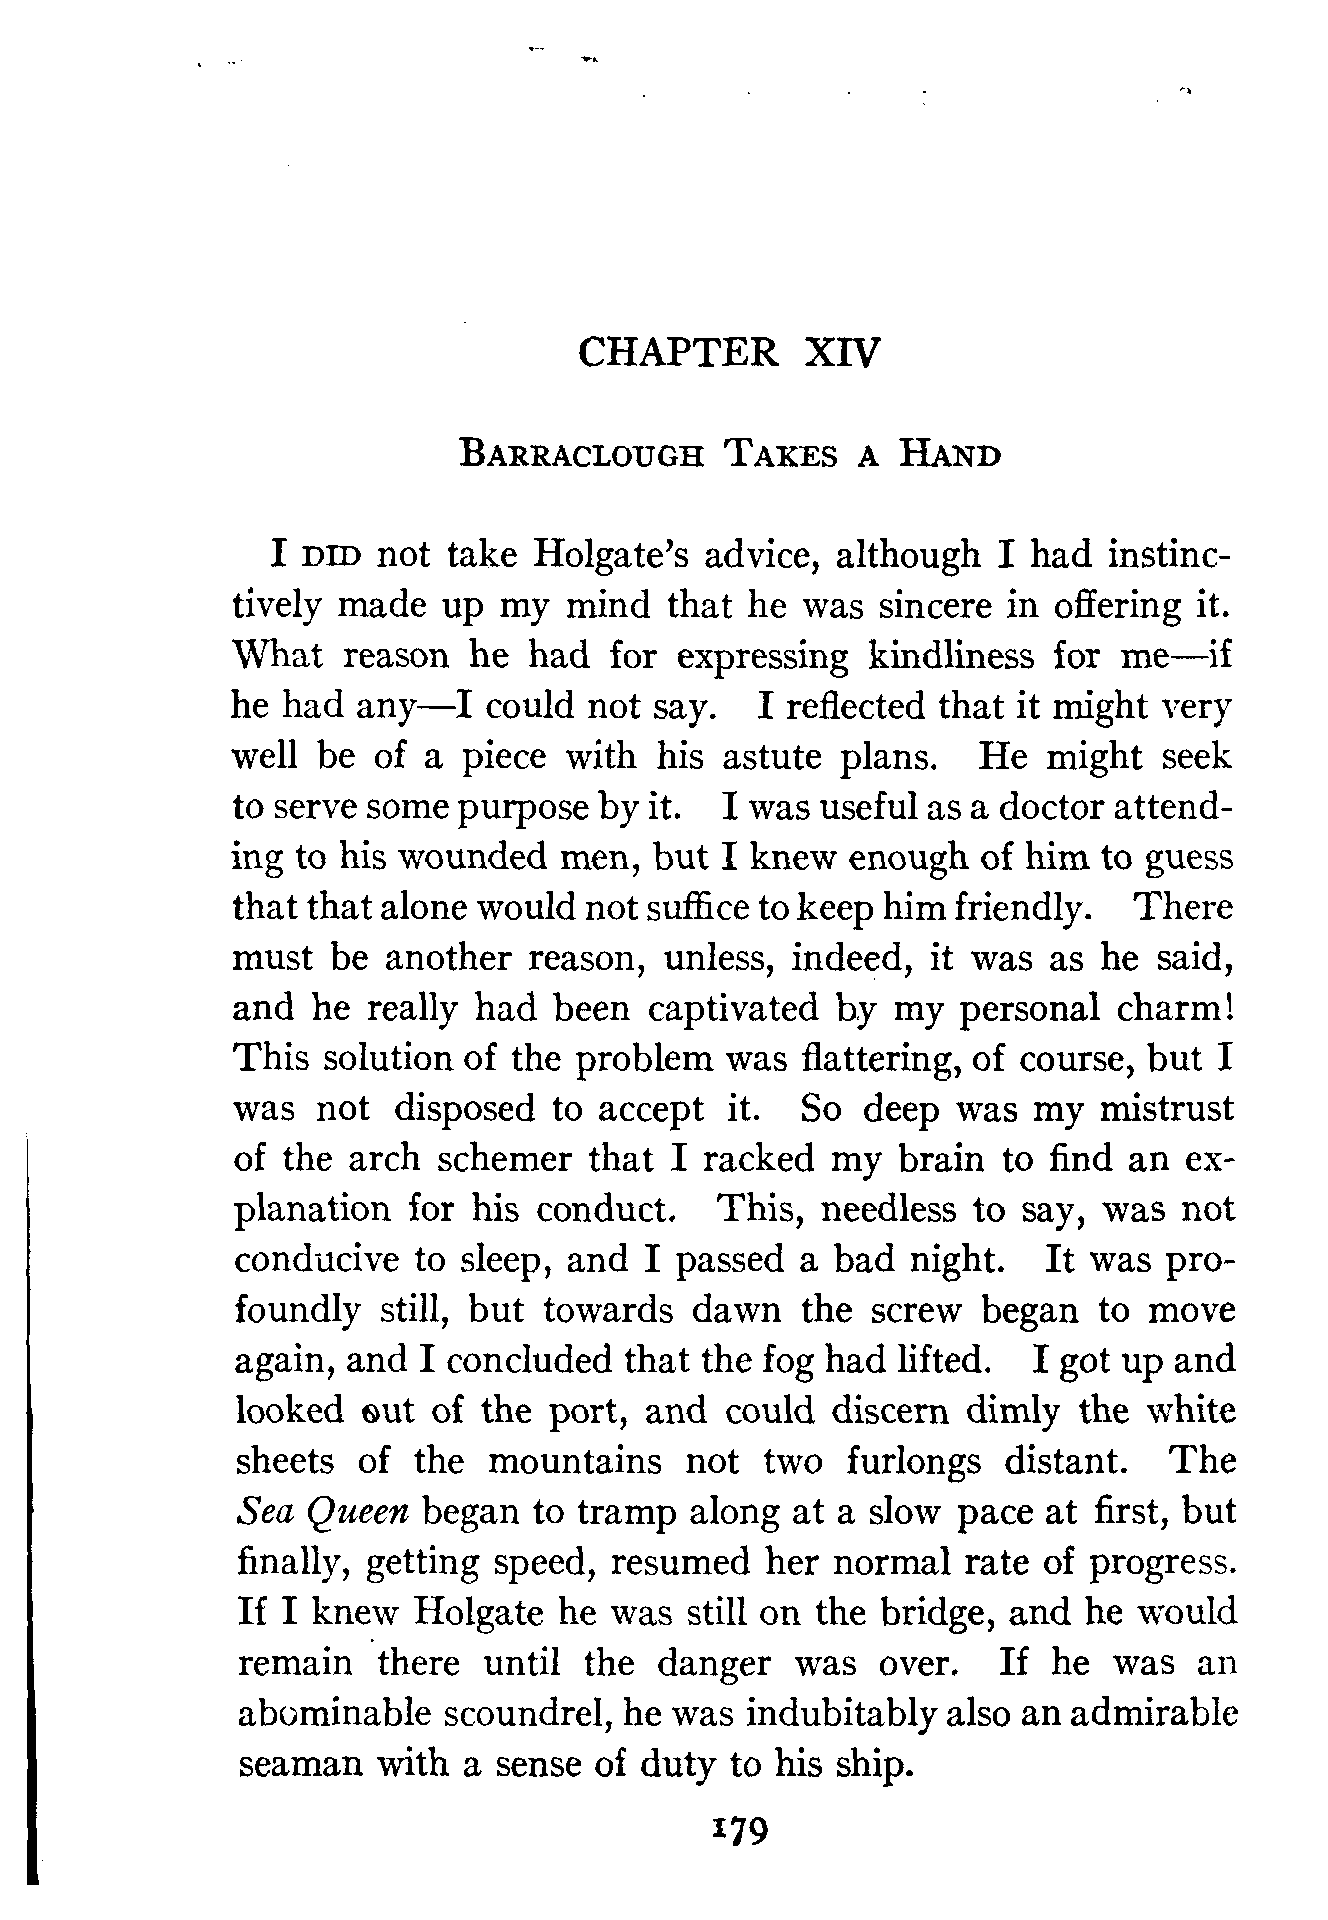 CHAPTER XIV
BARRACLOUGH TAKES A HAND
I DID not take Holgate's advice, although I had instinc-
tively made up my mind that he was sincere in offering it.
What reason he had for expressing kindliness for me—if
he had any—I could not say. I reflected that it might very
well be of a piece with his astute plans. He might seek
to serve some purpose by it. I was useful as a doctor attend-
ing to his wounded men, but I knew enough of him to guess
that that alone would not suffice to keep him friendly. There
must be another reason, unless, indeed, it was as he said,
and he really had been captivated by my personal charm!
This solution of the problem was flattering, of course, but I
was not disposed to accept it. So deep was my mistrust
of the arch schemer that I racked my brain to find an ex-
planation for his conduct. This, needless to say, was not
conducive to sleep, and I passed a bad night. It was pro-
foundly still, but towards dawn the screw began to move
again, and I concluded that the fog had lifted. I got up and
looked out of the port, and could discern dimly the white
sheets of the mountains not two furlongs distant. The
Sea Queen began to tramp along at a slow pace at first, but
finally, getting speed, resumed her normal rate of progress.
If I knew Holgate he was still on the bridge, and he would
remain there until the danger was over. If he was an
abominable scoundrel, he was indubitably also an admirable
seaman with a sense of duty to his ship.
179